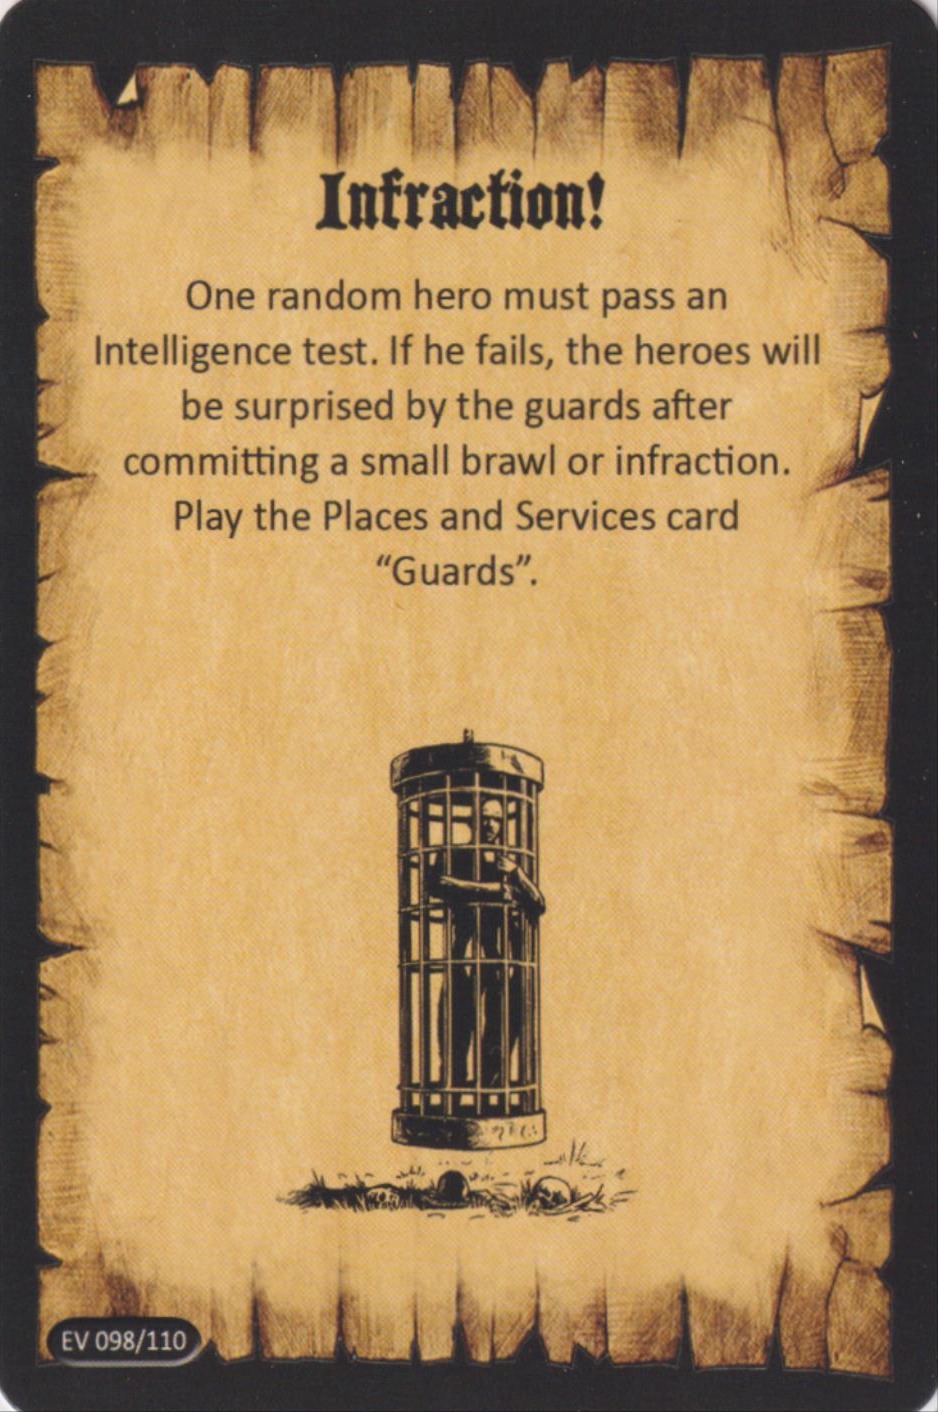 Infraction!
One random hero must pass an
Intelligence test. If he fails, the heroes will
be surprised by the guards after
committing a small brawl or infraction.
Play the Places and Services card
“Guards”.
EV 098/110